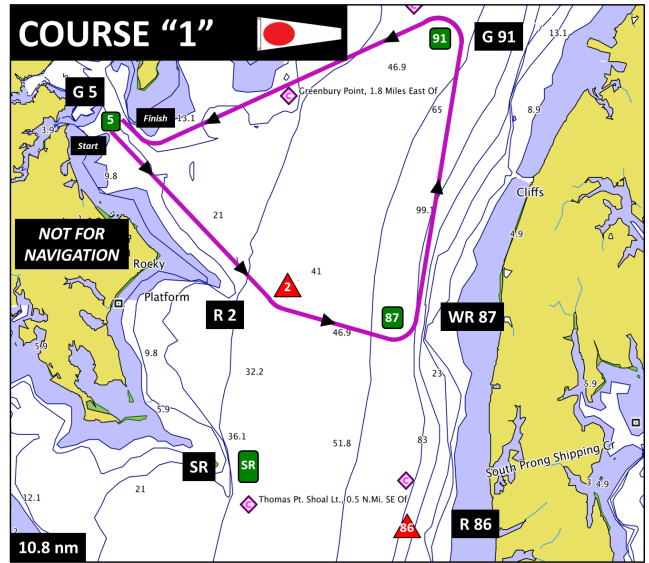 COURSE “1”
91
G 91
13.1
46.9
G 5
Greenbury Point, 1.8 Miles East Of
65
Finish
13.1
8.9
5
3.9
Start
9.8
Cliffs
21
99.1
4.9
NOT FOR
NAVIGATION
Rocky
41
2
Platform
R 2
87
WR 87
46.9
5.9
9.8
32.2
23
5.9
5.9
36.1
51.8
83
South Prong Shipping Cr
SR
SR
21
3 4.9
12.1
Thomas Pt. Shoal Lt., 0.5 N.Mi. SE Of
86
R 86
10.8 nm